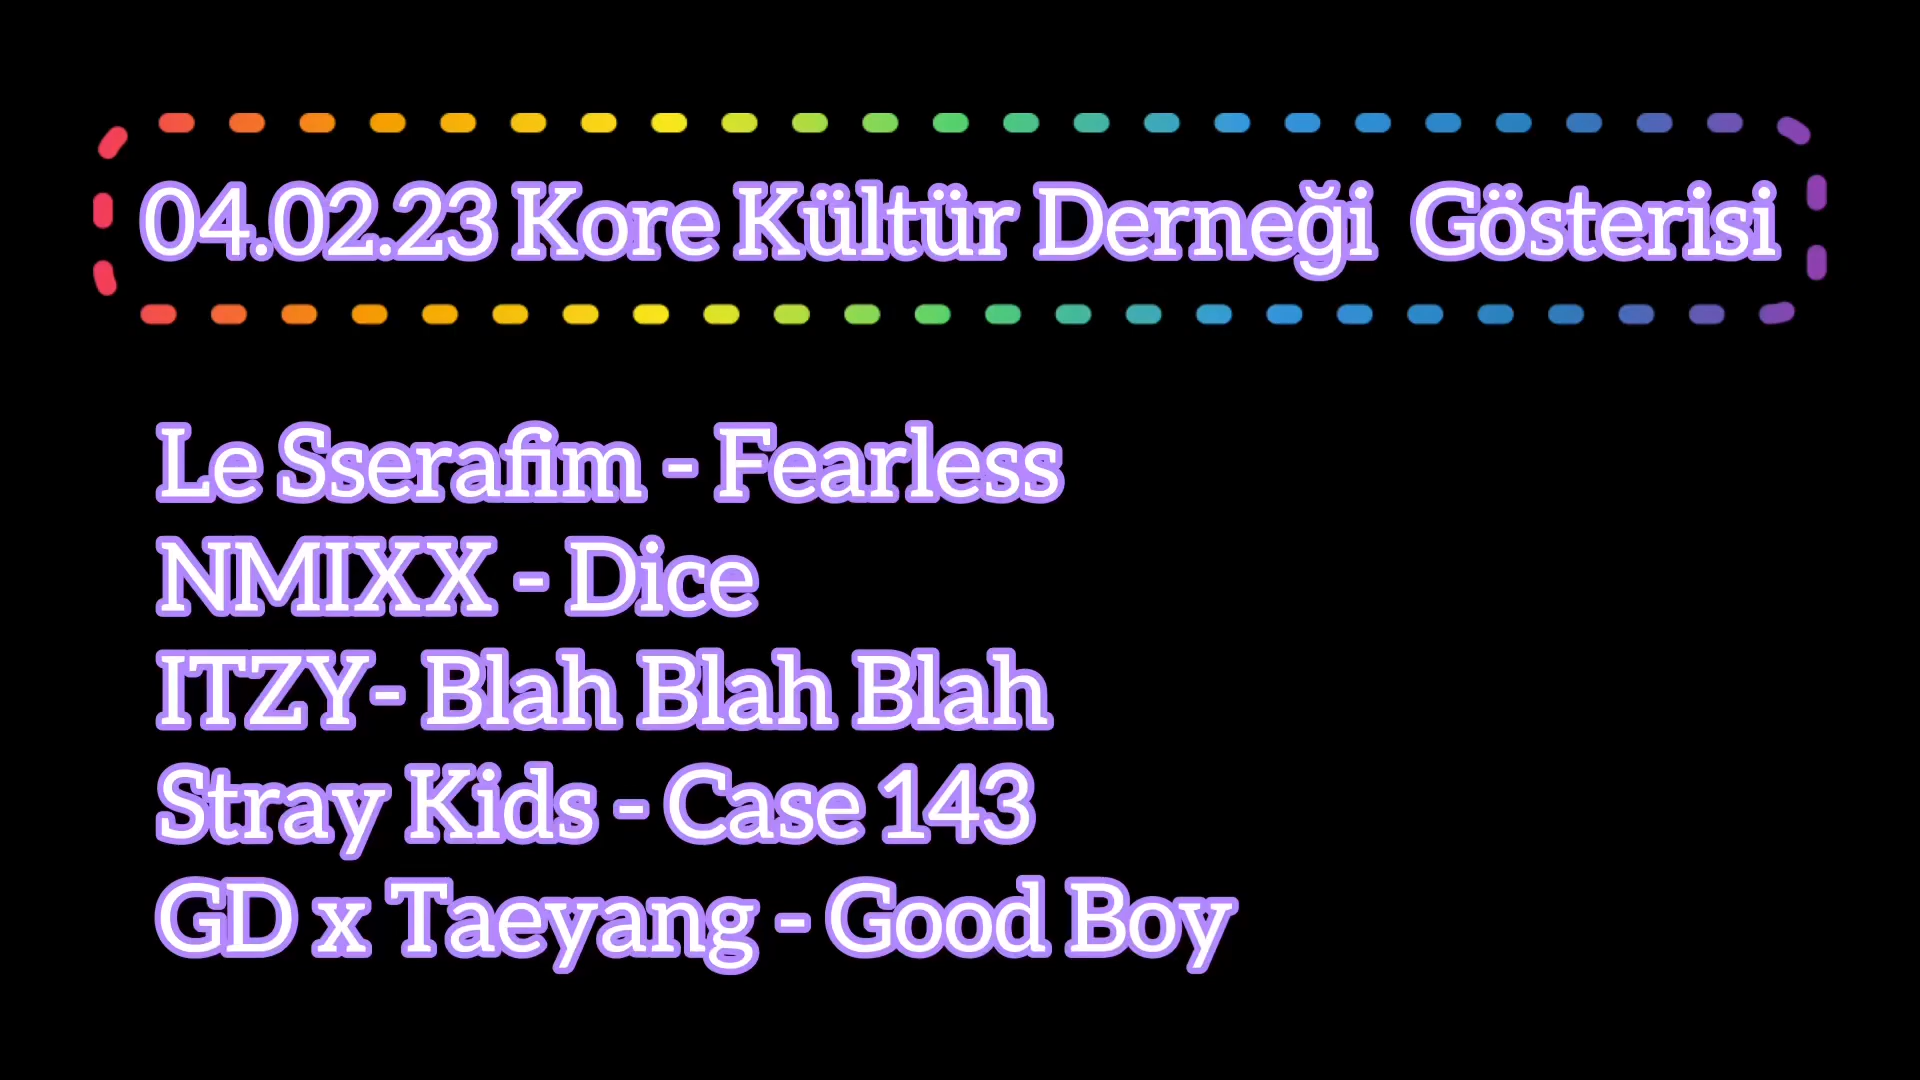 04.02.23 Kore Kültür Derneği Gösterisi
Le Sserafim - Fearless
NMIXX - Dice
ITZY- Blah Blah Blah
Stray Kids - Case 143
GD x Taeyang - Good Boy